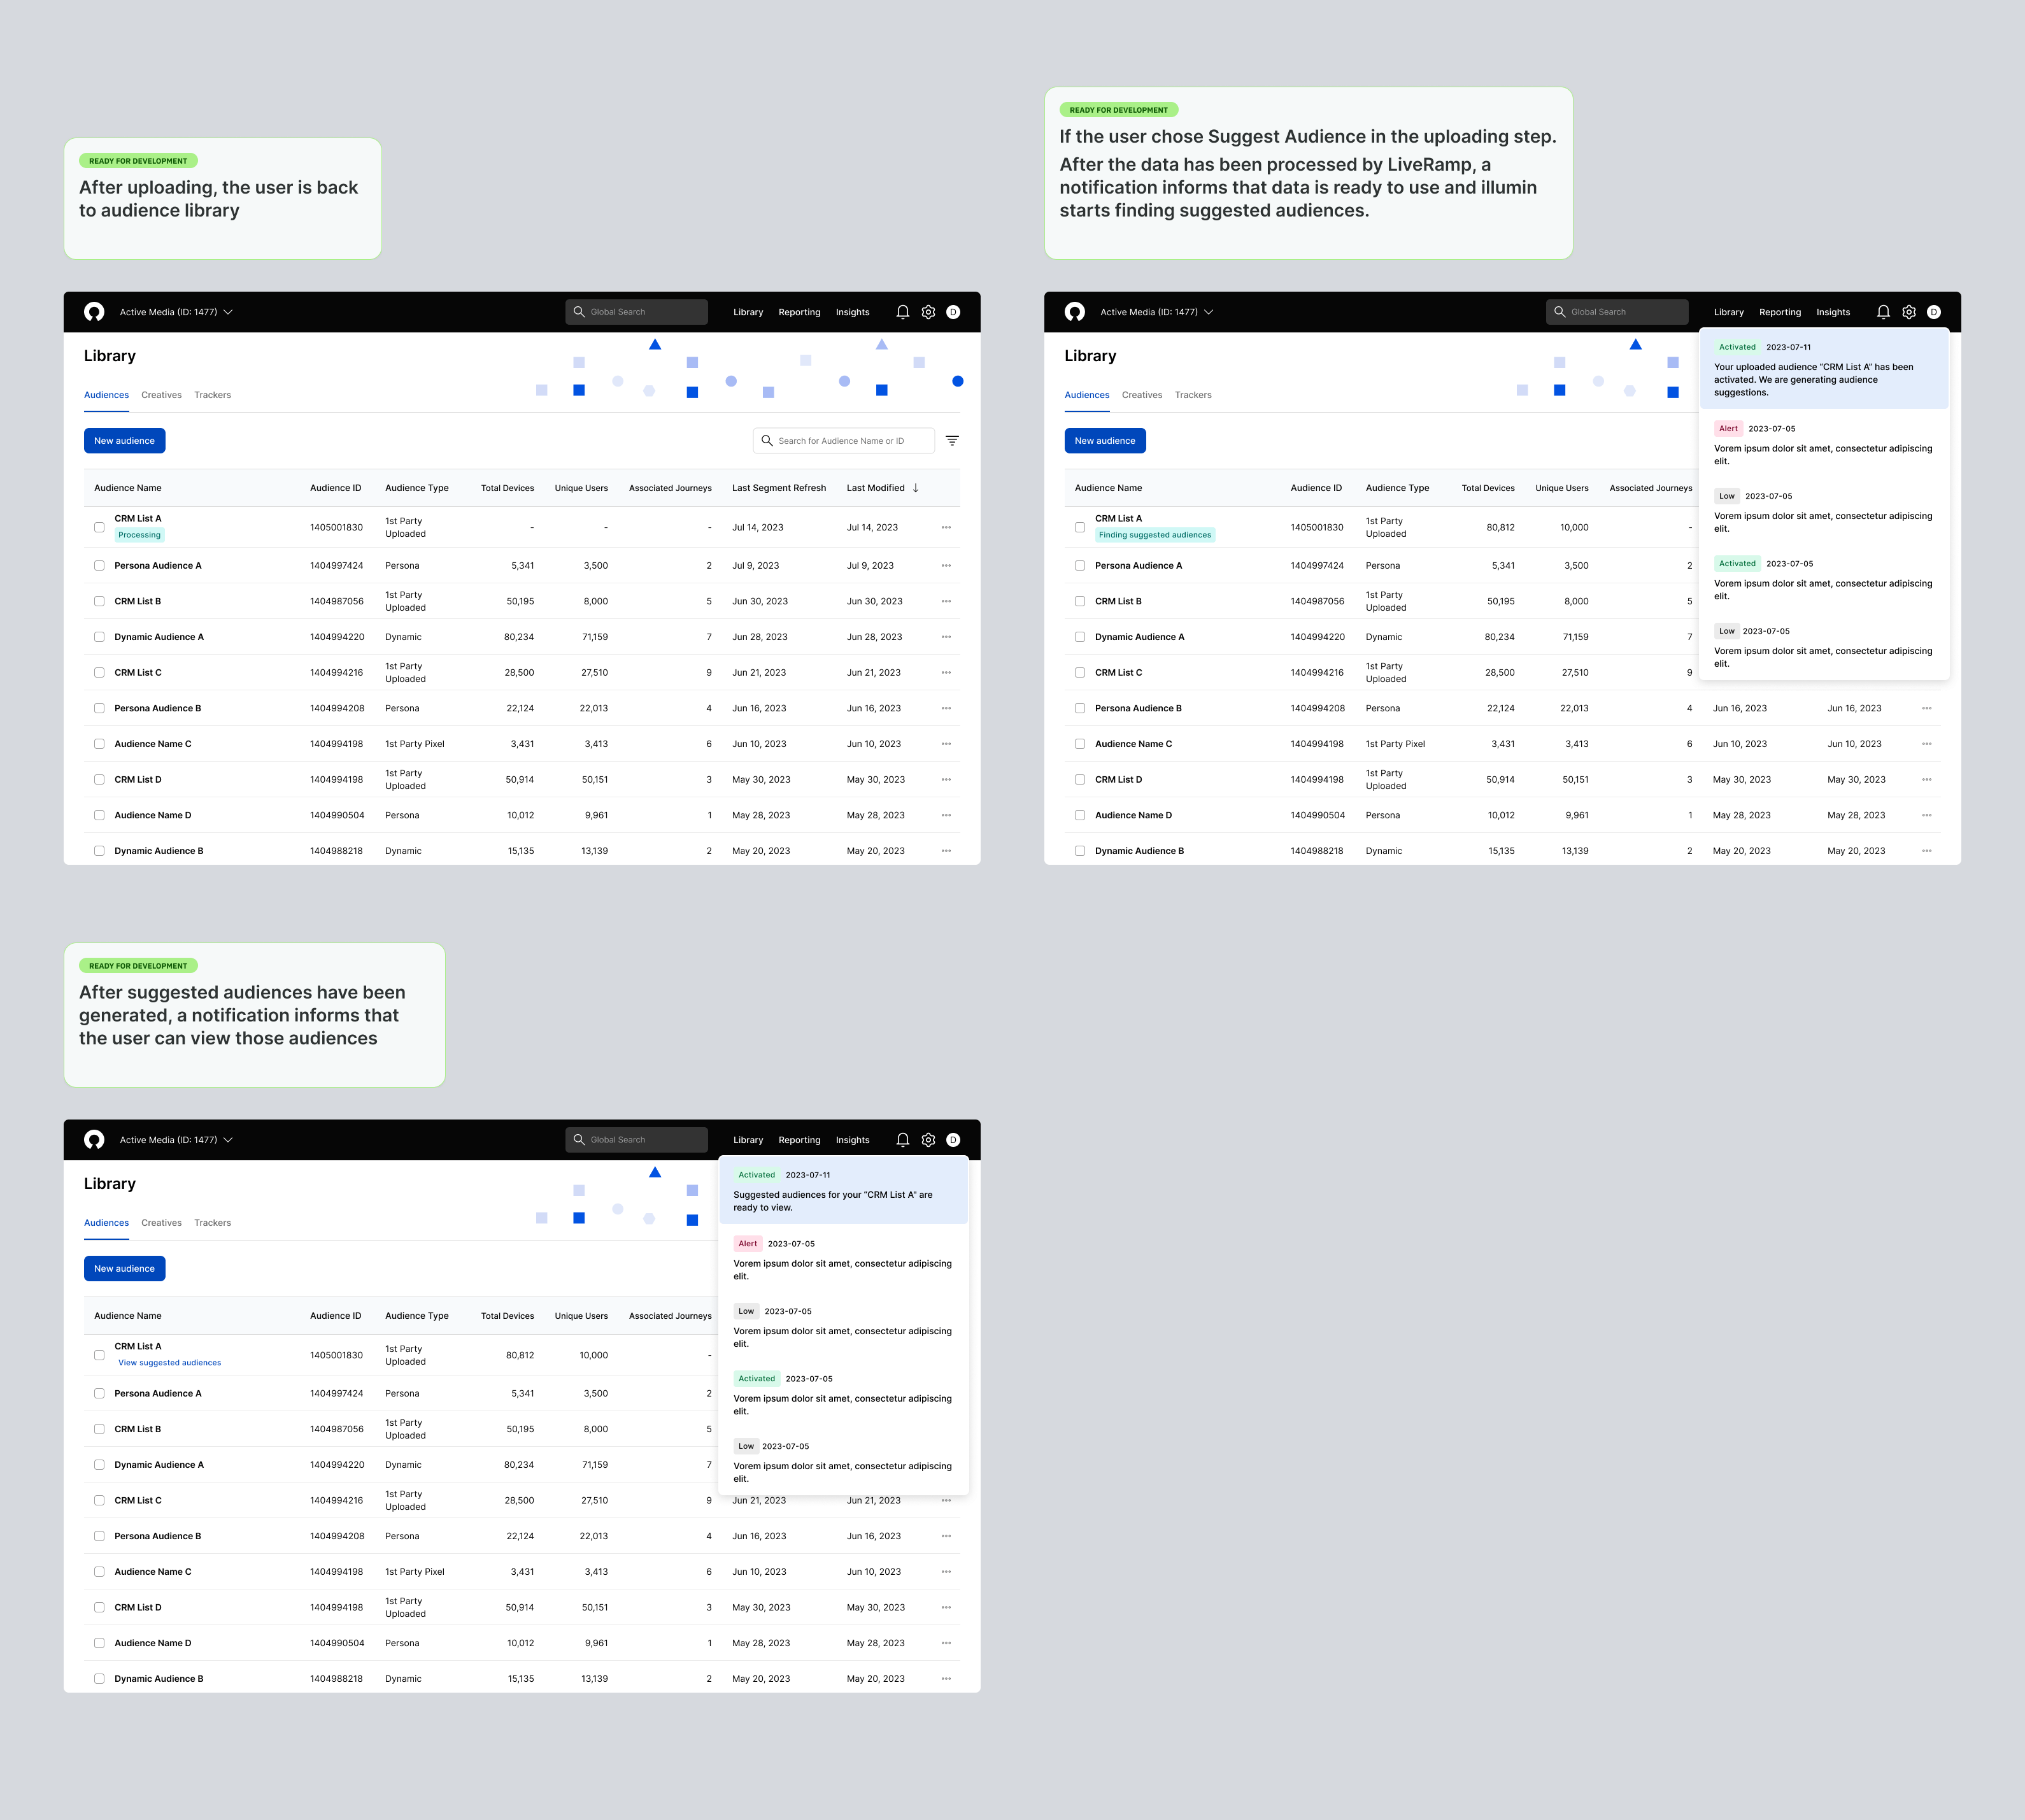 READY FOR DEVELOPMENT
After uploading, the user is back
to audience library
READY FOR DEVELOPMENT
If the user chose Suggest Audience in the uploading step.
After the data has been processed by LiveRamp, a
notification informs that data is ready to use and illumin
starts finding suggested audiences.
Active Media (ID: 1477) Global Search Library Reporting Insights D
Library
Audiences Creatives Trackers
New audience Search for Audience Name or ID
Audience Name Audience ID Audience Type Total Devices Unique Users Associated Journeys Last Segment Refresh Last Modified
CRM List A 1405001830 1st Party Uploaded - - - Jul 14, 2023 Jul 14, 2023
Processing
Persona Audience A 1404997424 Persona 5,341 3,500 2 Jul 9, 2023 Jul 9, 2023
CRM List B 1404987056 1st Party Uploaded 50,195 8,000 5 Jun 30, 2023 Jun 30, 2023
Dynamic Audience A 1404994220 Dynamic 80,234 71,159 7 Jun 28, 2023 Jun 28, 2023
CRM List C 1404994216 1st Party Uploaded 28,500 27,510 9 Jun 21, 2023 Jun 21, 2023
Persona Audience B 1404994208 Persona 22,124 22,013 4 Jun 16, 2023 Jun 16, 2023
Audience Name C 1404994198 1st Party Pixel 3,431 3,413 6 Jun 10, 2023 Jun 10, 2023
CRM List D 1404994198 1st Party Uploaded 50,914 50,151 3 May 30, 2023 May 30, 2023
Audience Name D 1404990504 Persona 10,012 9,961 1 May 28, 2023 May 28, 2023
Dynamic Audience B 1404988218 Dynamic 15,135 13,139 2 May 20, 2023 May 20, 2023
Active Media (ID: 1477) Global Search Library Reporting Insights D
Library
Audiences Creatives Trackers
New audience
Audience Name Audience ID Audience Type Total Devices Unique Users Associated Journeys
CRM List A 1405001830 1st Party Uploaded 80,812 10,000 -
Finding suggested audiences
Persona Audience A 1404997424 Persona 5,341 3,500 2
CRM List B 1404987056 1st Party Uploaded 50,195 8,000 5
Dynamic Audience A 1404994220 Dynamic 80,234 71,159 7
CRM List C 1404994216 1st Party Uploaded 28,500 27,510 9
Persona Audience B 1404994208 Persona 22,124 22,013 4 Jun 16, 2023 Jun 16, 2023
Audience Name C 1404994198 1st Party Pixel 3,431 3,413 6 Jun 10, 2023 Jun 10, 2023
CRM List D 1404994198 1st Party Uploaded 50,914 50,151 3 May 30, 2023 May 30, 2023
Audience Name D 1404990504 Persona 10,012 9,961 1 May 28, 2023 May 28, 2023
Dynamic Audience B 1404988218 Dynamic 15,135 13,139 2 May 20, 2023 May 20, 2023
Activated 2023-07-11
Your uploaded audience “CRM List A” has been
activated. We are generating audience
suggestions.
Alert 2023-07-05
Vorem ipsum dolor sit amet, consectetur adipiscing
elit.
Low 2023-07-05
Vorem ipsum dolor sit amet, consectetur adipiscing
elit.
Activated 2023-07-05
Vorem ipsum dolor sit amet, consectetur adipiscing
elit.
Low 2023-07-05
Vorem ipsum dolor sit amet, consectetur adipiscing
elit.
READY FOR DEVELOPMENT
After suggested audiences have been
generated, a notification informs that
the user can view those audiences
Active Media (ID: 1477) Global Search Library Reporting Insights D
Library
Audiences Creatives Trackers
New audience
Audience Name Audience ID Audience Type Total Devices Unique Users Associated Journeys
CRM List A 1405001830 1st Party Uploaded 80,812 10,000 -
View suggested audiences
Persona Audience A 1404997424 Persona 5,341 3,500 2
CRM List B 1404987056 1st Party Uploaded 50,195 8,000 5
Dynamic Audience A 1404994220 Dynamic 80,234 71,159 7
CRM List C 1404994216 1st Party Uploaded 28,500 27,510 9 Jun 21, 2023 Jun 21, 2023
Persona Audience B 1404994208 Persona 22,124 22,013 4 Jun 16, 2023 Jun 16, 2023
Audience Name C 1404994198 1st Party Pixel 3,431 3,413 6 Jun 10, 2023 Jun 10, 2023
CRM List D 1404994198 1st Party Uploaded 50,914 50,151 3 May 30, 2023 May 30, 2023
Audience Name D 1404990504 Persona 10,012 9,961 1 May 28, 2023 May 28, 2023
Dynamic Audience B 1404988218 Dynamic 15,135 13,139 2 May 20, 2023 May 20, 2023
Activated 2023-07-11
Suggested audiences for your “CRM List A” are
ready to view.
Alert 2023-07-05
Vorem ipsum dolor sit amet, consectetur adipiscing
elit.
Low 2023-07-05
Vorem ipsum dolor sit amet, consectetur adipiscing
elit.
Activated 2023-07-05
Vorem ipsum dolor sit amet, consectetur adipiscing
elit.
Low 2023-07-05
Vorem ipsum dolor sit amet, consectetur adipiscing
elit.